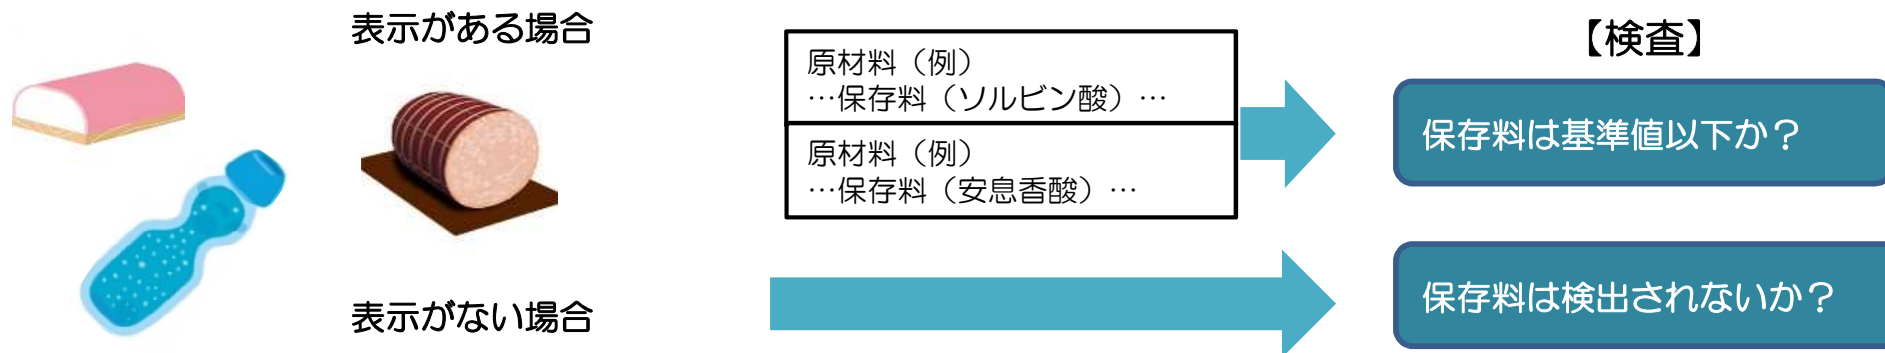 表示がある場合
原材料（例）
…保存料（ソルビン酸）…
原材料（例）
…保存料（安息香酸）…
表示がない場合
【検査】
保存料は基準値以下か？
保存料は検出されないか？